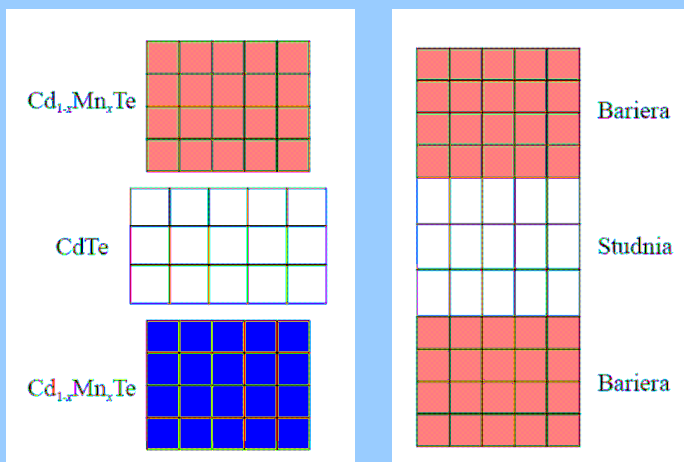 Cd₁₋ₓMnₓTe
CdTe
Cd₁₋ₓMnₓTe
Bariera
Studnia
Bariera